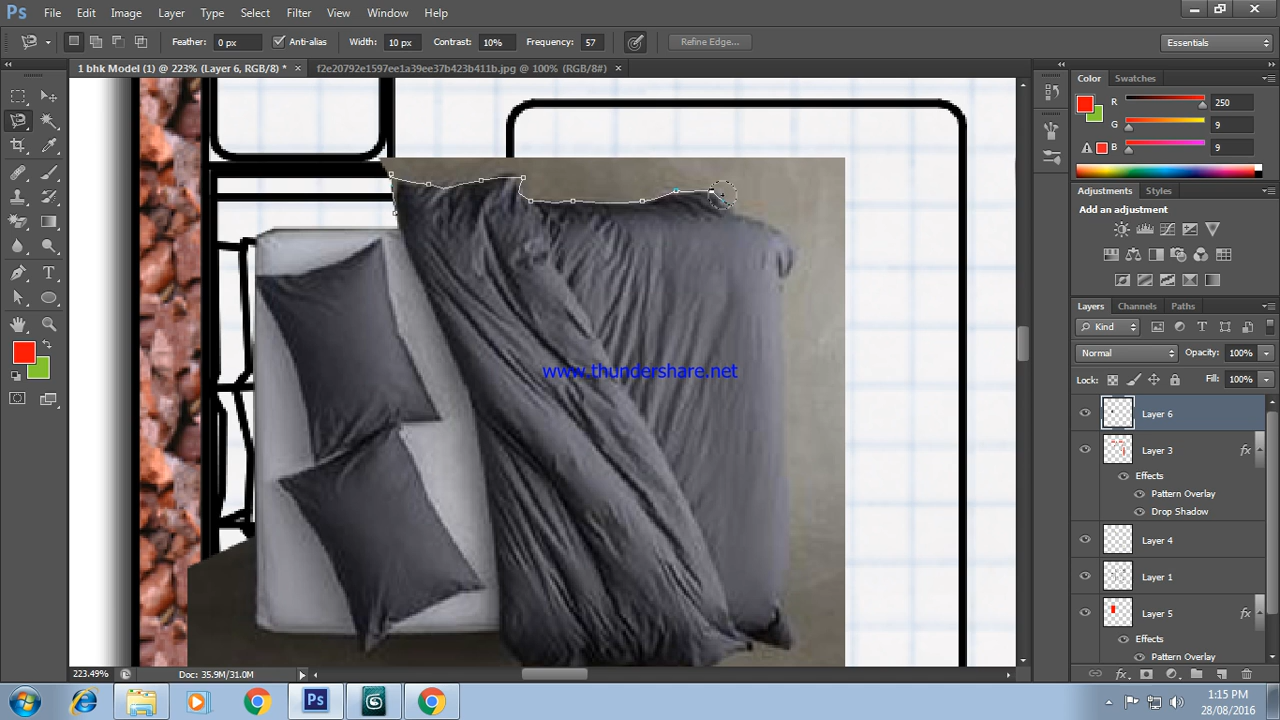 Ps File Edit Image Layer Type Select Filter View Window Help
Feather: 0 px Anti-alias Width: 10 px Contrast: 10% Frequency: 57 Refine Edge... Essentials
1 bhk Model (1) @ 223% (Layer 6, RGB/8) * × f2e20792e1597ee1a39ee37b423b411b.jpg @ 100% (RGB/8#) ×
Color Swatches
R 250
G 9
B 9
Adjustments Styles
Add an adjustment
Layers Channels Paths
Kind
Normal Opacity: 100%
Lock: Fill: 100%
Layer 6
Layer 3 fx
Effects
Pattern Overlay
Drop Shadow
Layer 4
Layer 1
Layer 5 fx
Effects
Pattern Overlay
www.thundershare.net
223.49% Doc: 35.9M/31.0M
Ps
1:15 PM
28/08/2016